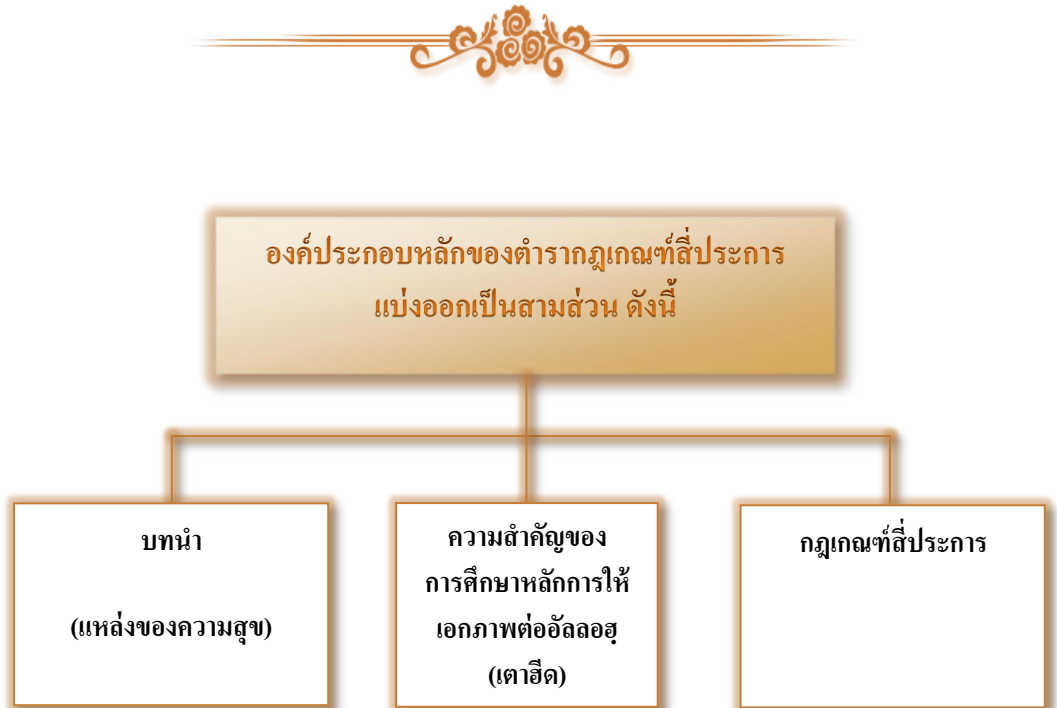 องค์ประกอบหลักของตำรากฎเกณฑ์สี่ประการ
แบ่งออกเป็นสามส่วน ดังนี้
บทนำ
(แหล่งของความสุข)
ความสำคัญของ
การศึกษาหลักการให้
เอกภาพต่ออัลลอฮฺ
(เตาฮีด)
กฎเกณฑ์สี่ประการ